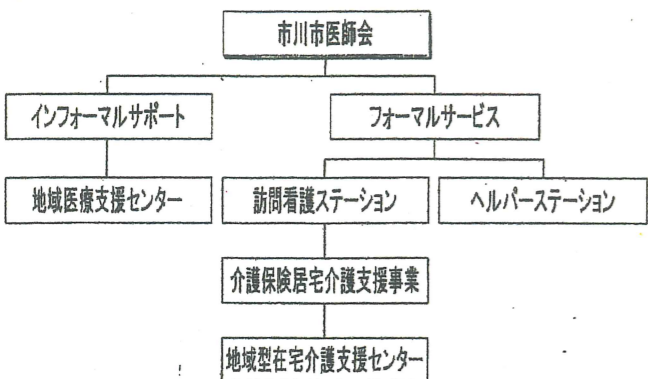 市川市医師会
インフォーマルサポート
フォーマルサービス
地域医療支援センター
訪問看護ステーション
ヘルパーステーション
介護保険居宅介護支援事業
地域型在宅介護支援センター